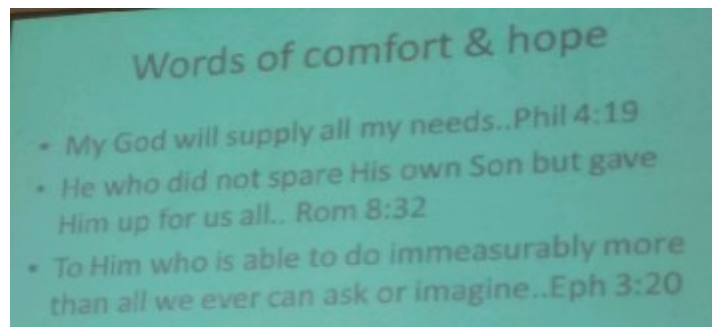 Words of comfort & hope
• My God will supply all my needs..Phil 4:19
• He who did not spare His own Son but gave
Him up for us all.. Rom 8:32
• To Him who is able to do immeasurably more
than all we ever can ask or imagine..Eph 3:20